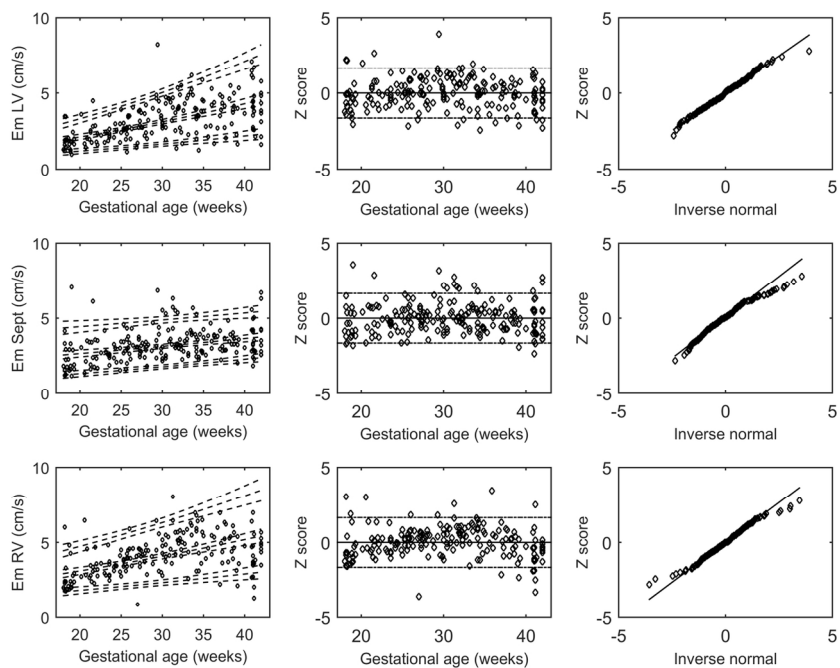 10
5
0
Em LV (cm/s)
20 25 30 35 40
Gestational age (weeks)
5
0
-5
Z score
20 30 40
Gestational age (weeks)
5
0
-5
Z score
-5 0 5
Inverse normal
10
5
0
Em Sept (cm/s)
20 25 30 35 40
Gestational age (weeks)
5
0
-5
Z score
20 30 40
Gestational age (weeks)
5
0
-5
Z score
-5 0 5
Inverse normal
10
5
0
Em RV (cm/s)
20 25 30 35 40
Gestational age (weeks)
5
0
-5
Z score
20 30 40
Gestational age (weeks)
5
0
-5
Z score
-5 0 5
Inverse normal